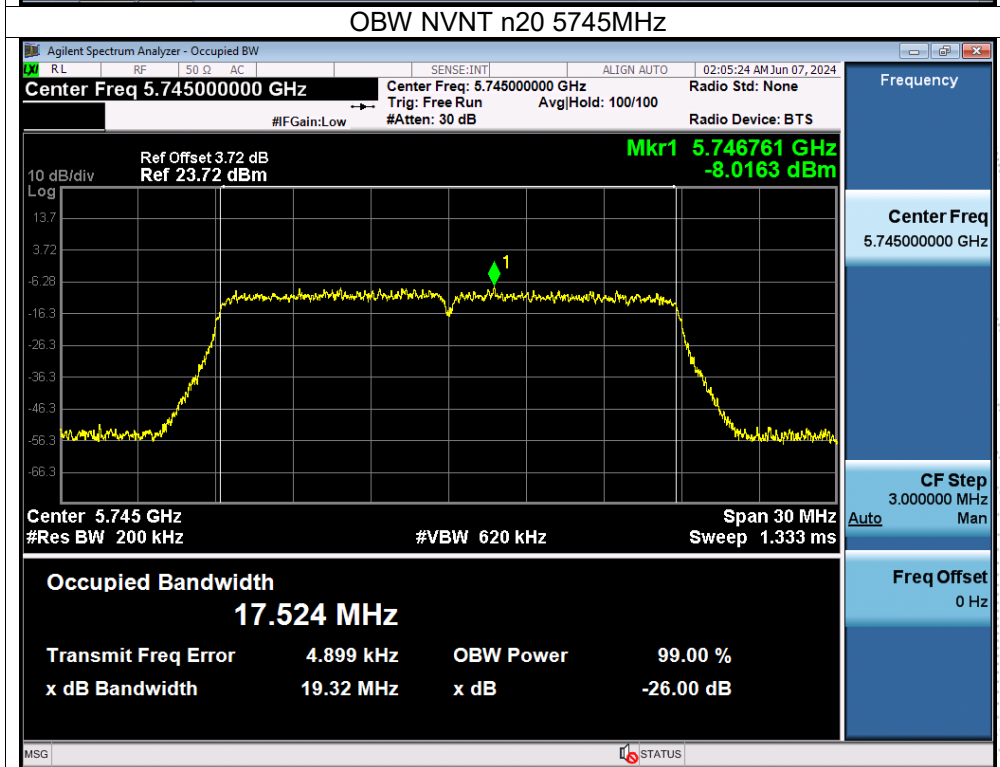 OBW NVNT n20 5745MHz
Agilent Spectrum Analyzer - Occupied BW
LXI RL RF 50 Ω AC SENSE:INT ALIGN AUTO 02:05:24 AM Jun 07, 2024
Center Freq 5.745000000 GHz
Center Freq: 5.745000000 GHz
Radio Std: None
Trig: Free Run Avg|Hold: 100/100
#IFGain:Low
#Atten: 30 dB
Radio Device: BTS
Frequency
Mkr1 5.746761 GHz
-8.0163 dBm
Ref Offset 3.72 dB
10 dB/div Ref 23.72 dBm
Log
13.7
3.72
-6.28
-16.3
-26.3
-36.3
-46.3
-56.3
-66.3
1
Center Freq
5.745000000 GHz
Center 5.745 GHz
Span 30 MHz
#Res BW 200 kHz
#VBW 620 kHz
Sweep 1.333 ms
CF Step
3.000000 MHz
Auto Man
Occupied Bandwidth
17.524 MHz
Freq Offset
0 Hz
Transmit Freq Error 4.899 kHz OBW Power 99.00 %
x dB Bandwidth 19.32 MHz x dB -26.00 dB
MSG STATUS